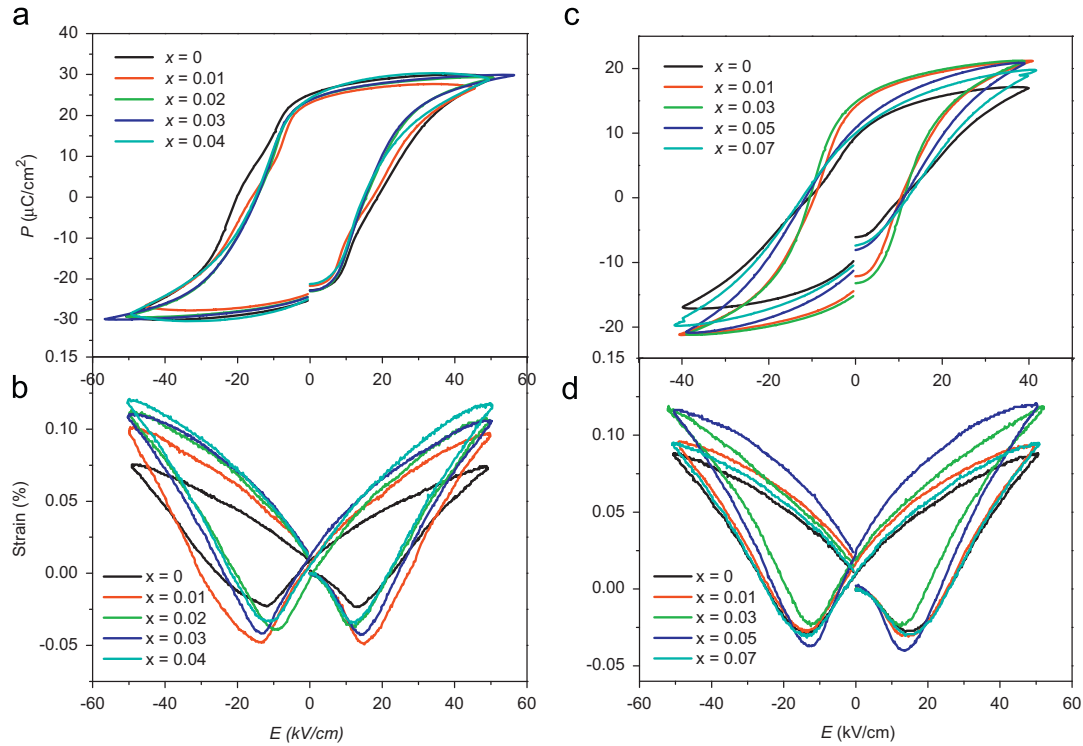 a
40
30
20
10
0
-10
-20
-30
0.15
P (μC/cm²)
x = 0
x = 0.01
x = 0.02
x = 0.03
x = 0.04
-60
-40
-20
0
20
40
60
b
0.10
0.05
0.00
-0.05
Strain (%)
x = 0
x = 0.01
x = 0.02
x = 0.03
x = 0.04
-60
-40
-20
0
20
40
60
E (kV/cm)
c
20
10
0
-10
-20
0.15
x = 0
x = 0.01
x = 0.03
x = 0.05
x = 0.07
-40
-20
0
20
40
d
0.10
0.05
0.00
-0.05
x = 0
x = 0.01
x = 0.03
x = 0.05
x = 0.07
-60
-40
-20
0
20
40
60
E (kV/cm)